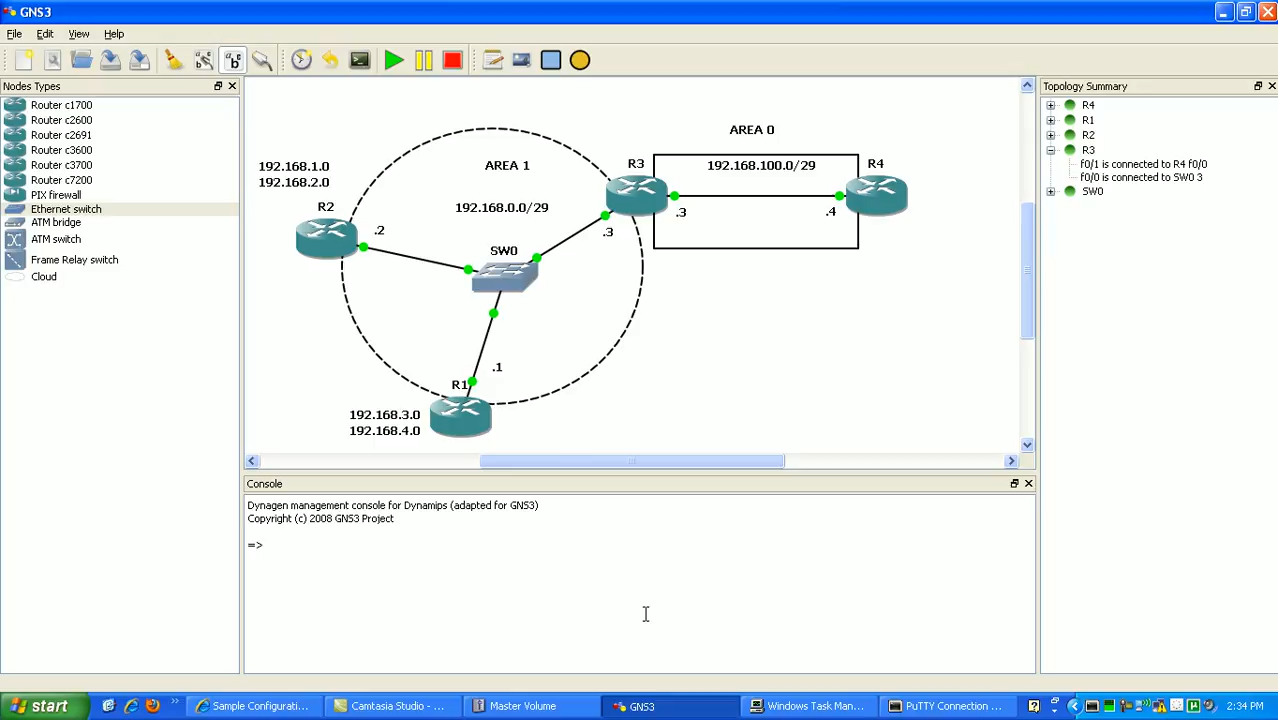 GNS3
File Edit View Help
Nodes Types
Router c1700
Router c2600
Router c2691
Router c3600
Router c3700
Router c7200
PIX firewall
Ethernet switch
ATM bridge
ATM switch
Frame Relay switch
Cloud
AREA 0
192.168.1.0
192.168.2.0
AREA 1
R3
192.168.100.0/29
R4
R2
192.168.0.0/29
.2
.3
.3
.4
SW0
.1
R1
192.168.3.0
192.168.4.0
Topology Summary
R4
R1
R2
R3
f0/1 is connected to R4 f0/0
f0/0 is connected to SW0 3
SW0
Console
Dynagen management console for Dynamips (adapted for GNS3)
Copyright (c) 2008 GNS3 Project
=>
start
Sample Configurati...
Camtasia Studio - ...
Master Volume
GNS3
Windows Task Man...
PuTTY Connection ...
2:34 PM